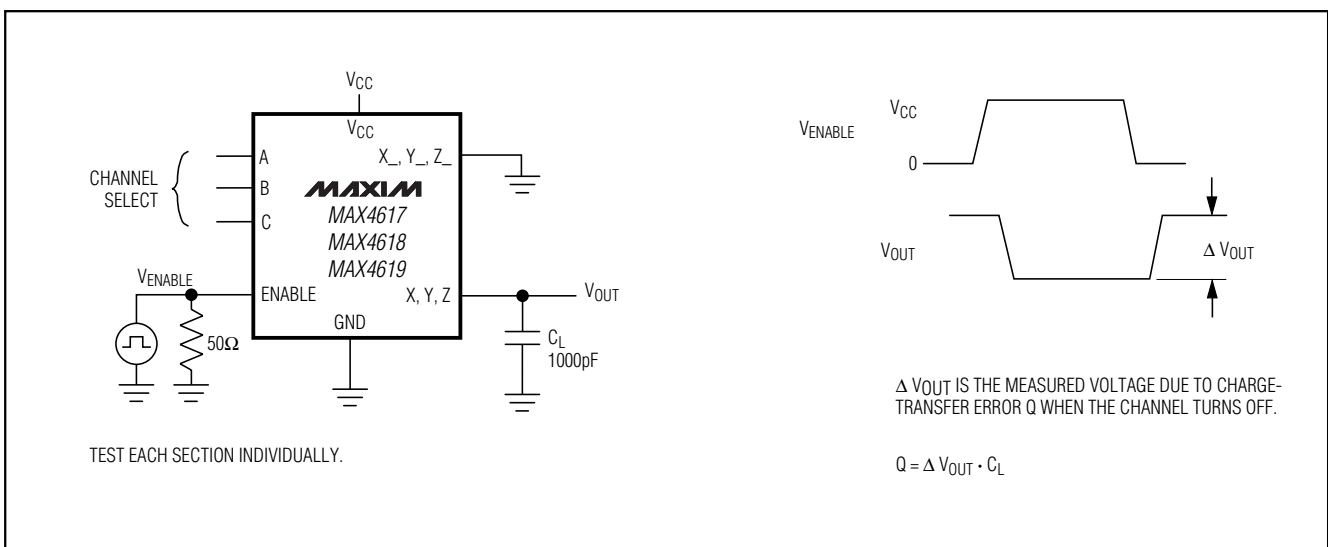 VCC
VCC
A
B
C
CHANNEL
SELECT
X_, Y_, Z_
MAXIM
MAX4617
MAX4618
MAX4619
VENABLE
ENABLE
X, Y, Z
VOUT
GND
50Ω
CL
1000pF
TEST EACH SECTION INDIVIDUALLY.
VENABLE
VCC
0
VOUT
Δ VOUT
Δ VOUT IS THE MEASURED VOLTAGE DUE TO CHARGE-
TRANSFER ERROR Q WHEN THE CHANNEL TURNS OFF.
Q = Δ VOUT · CL